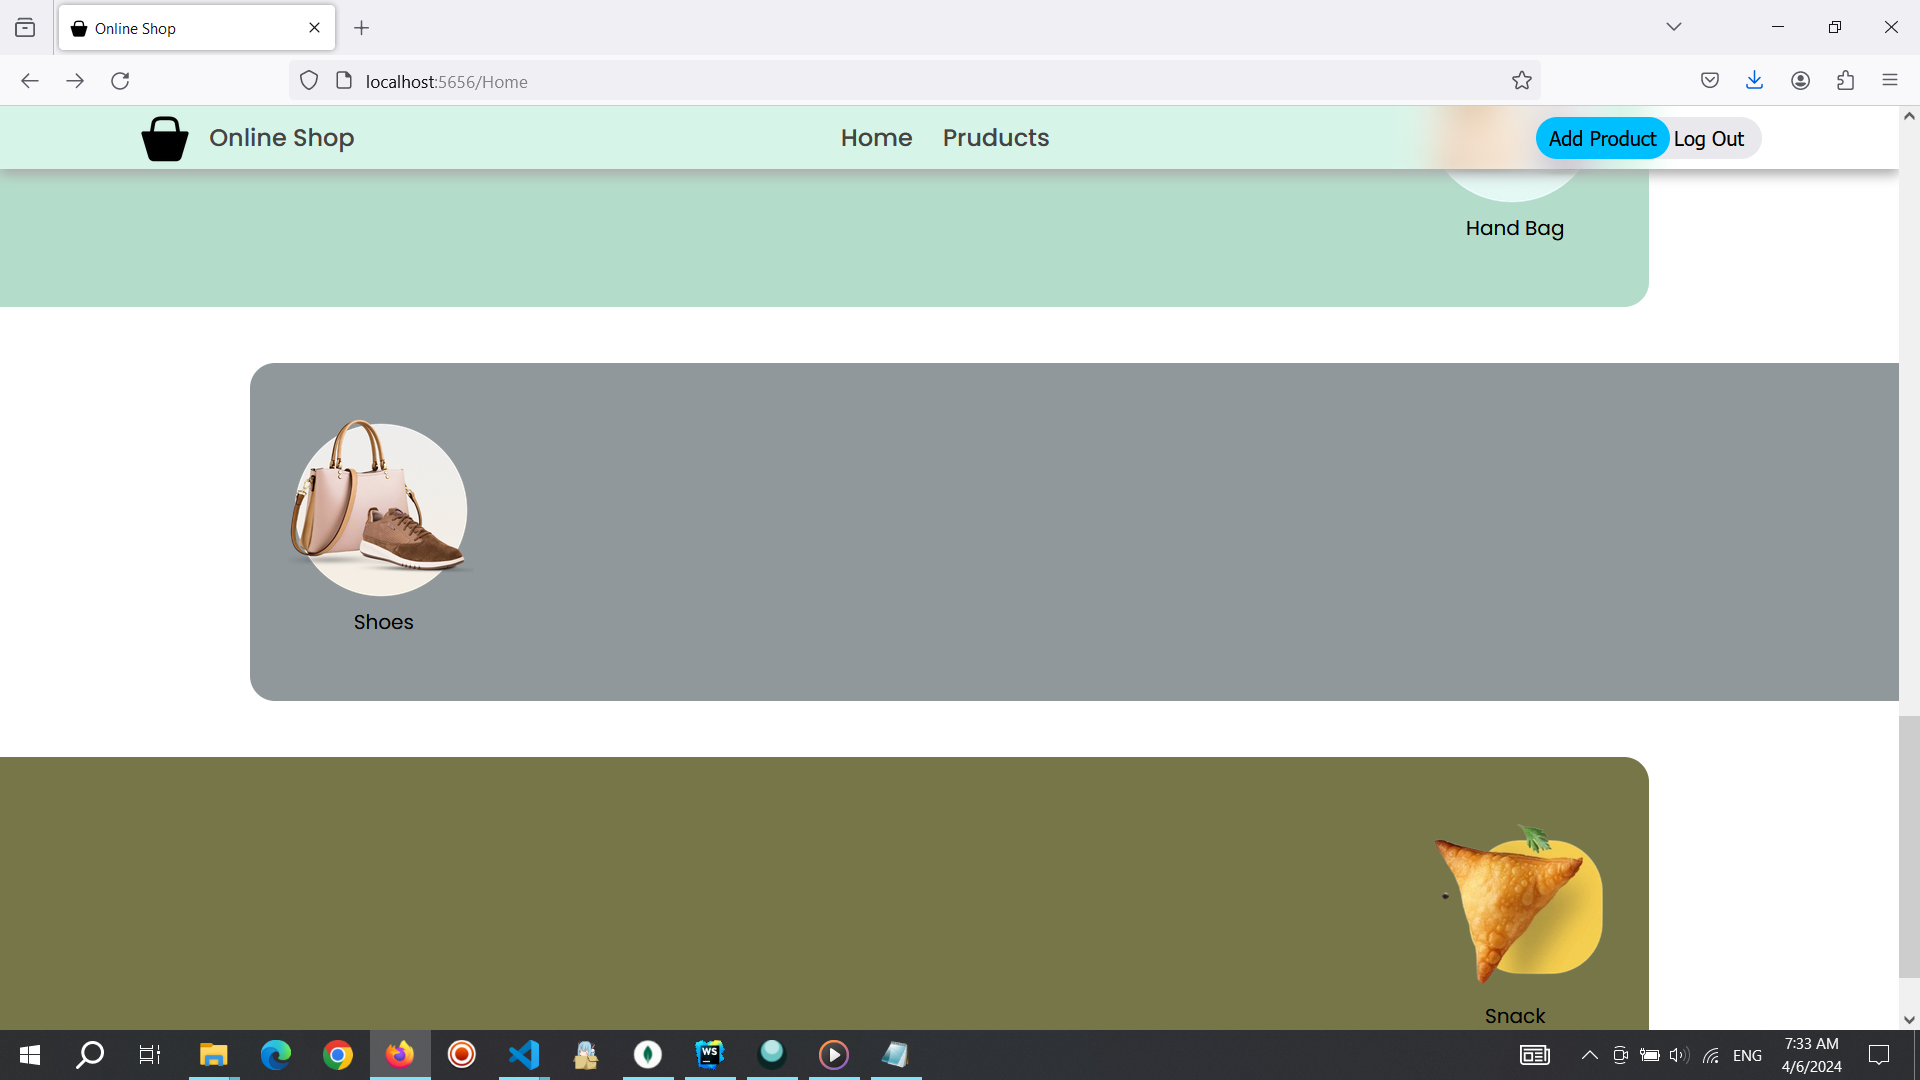 Online Shop
localhost:5656/Home
Online Shop
Home
Pruducts
Add Product
Log Out
Hand Bag
Shoes
Snack
WS
ENG
7:33 AM
4/6/2024